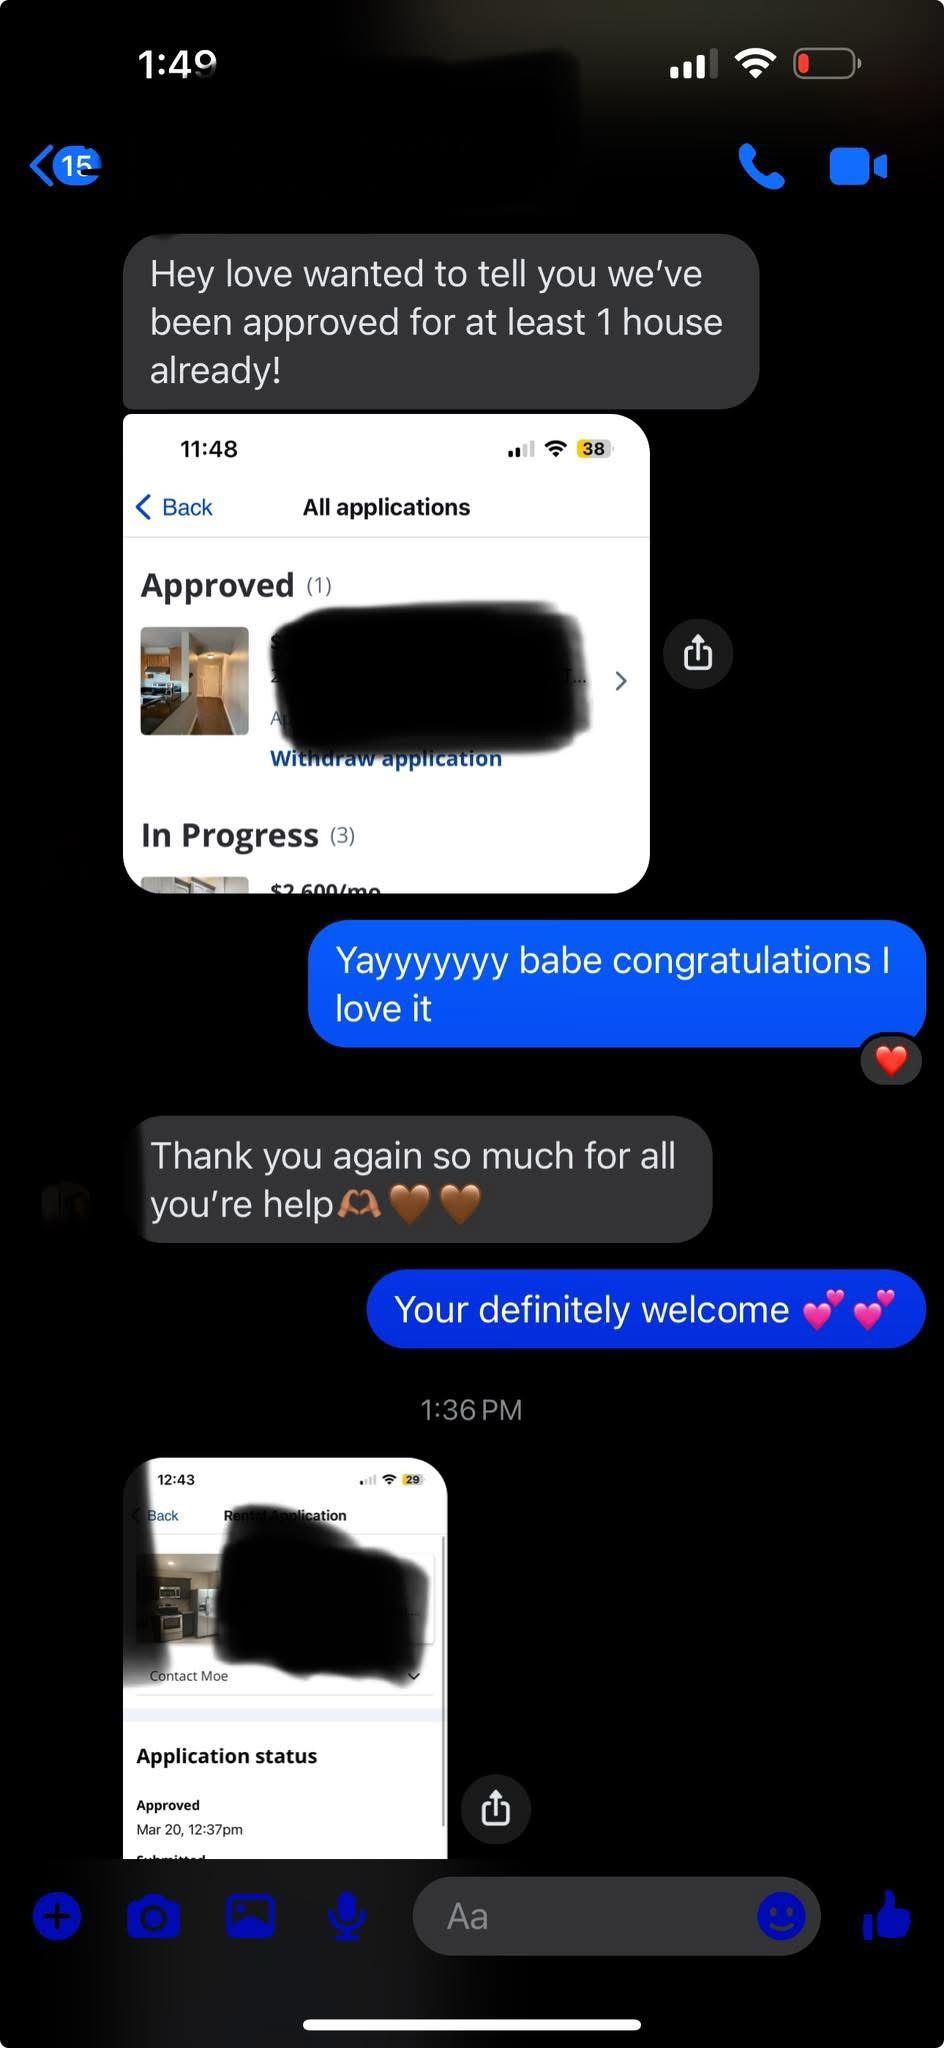 1:49
15
Hey love wanted to tell you we've
been approved for at least 1 house
already!
11:48
38
Back
All applications
Approved (1)
Withdraw application
In Progress (3)
$2,600/mo
Yayyyyyyy babe congratulations I
love it
❤️
Thank you again so much for all
you're help🫶🏽🤎🤎
Your definitely welcome 💕💕
1:36 PM
12:43
29
Back
Rental Application
Contact Moe
Application status
Approved
Mar 20, 12:37pm
Submitted
Aa